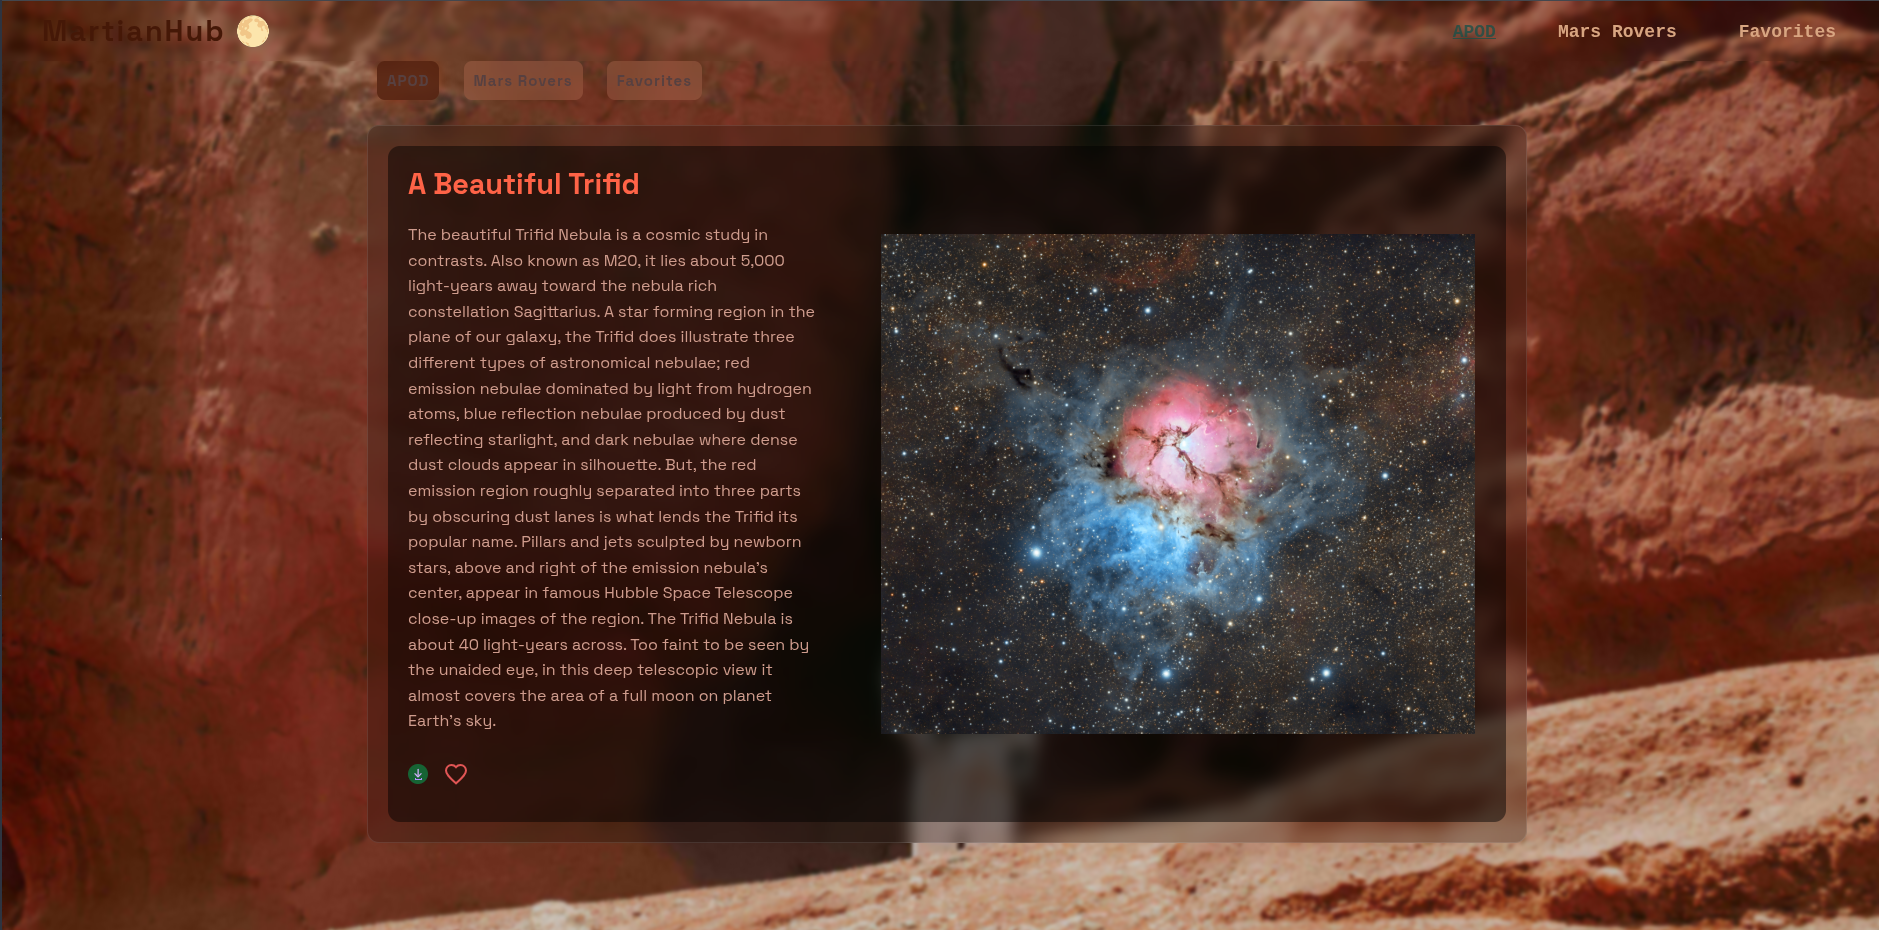 MartianHub
APOD Mars Rovers Favorites
APOD Mars Rovers Favorites
A Beautiful Trifid
The beautiful Trifid Nebula is a cosmic study in
contrasts. Also known as M20, it lies about 5,000
light-years away toward the nebula rich
constellation Sagittarius. A star forming region in the
plane of our galaxy, the Trifid does illustrate three
different types of astronomical nebulae; red
emission nebulae dominated by light from hydrogen
atoms, blue reflection nebulae produced by dust
reflecting starlight, and dark nebulae where dense
dust clouds appear in silhouette. But, the red
emission region roughly separated into three parts
by obscuring dust lanes is what lends the Trifid its
popular name. Pillars and jets sculpted by newborn
stars, above and right of the emission nebula's
center, appear in famous Hubble Space Telescope
close-up images of the region. The Trifid Nebula is
about 40 light-years across. Too faint to be seen by
the unaided eye, in this deep telescopic view it
almost covers the area of a full moon on planet
Earth's sky.